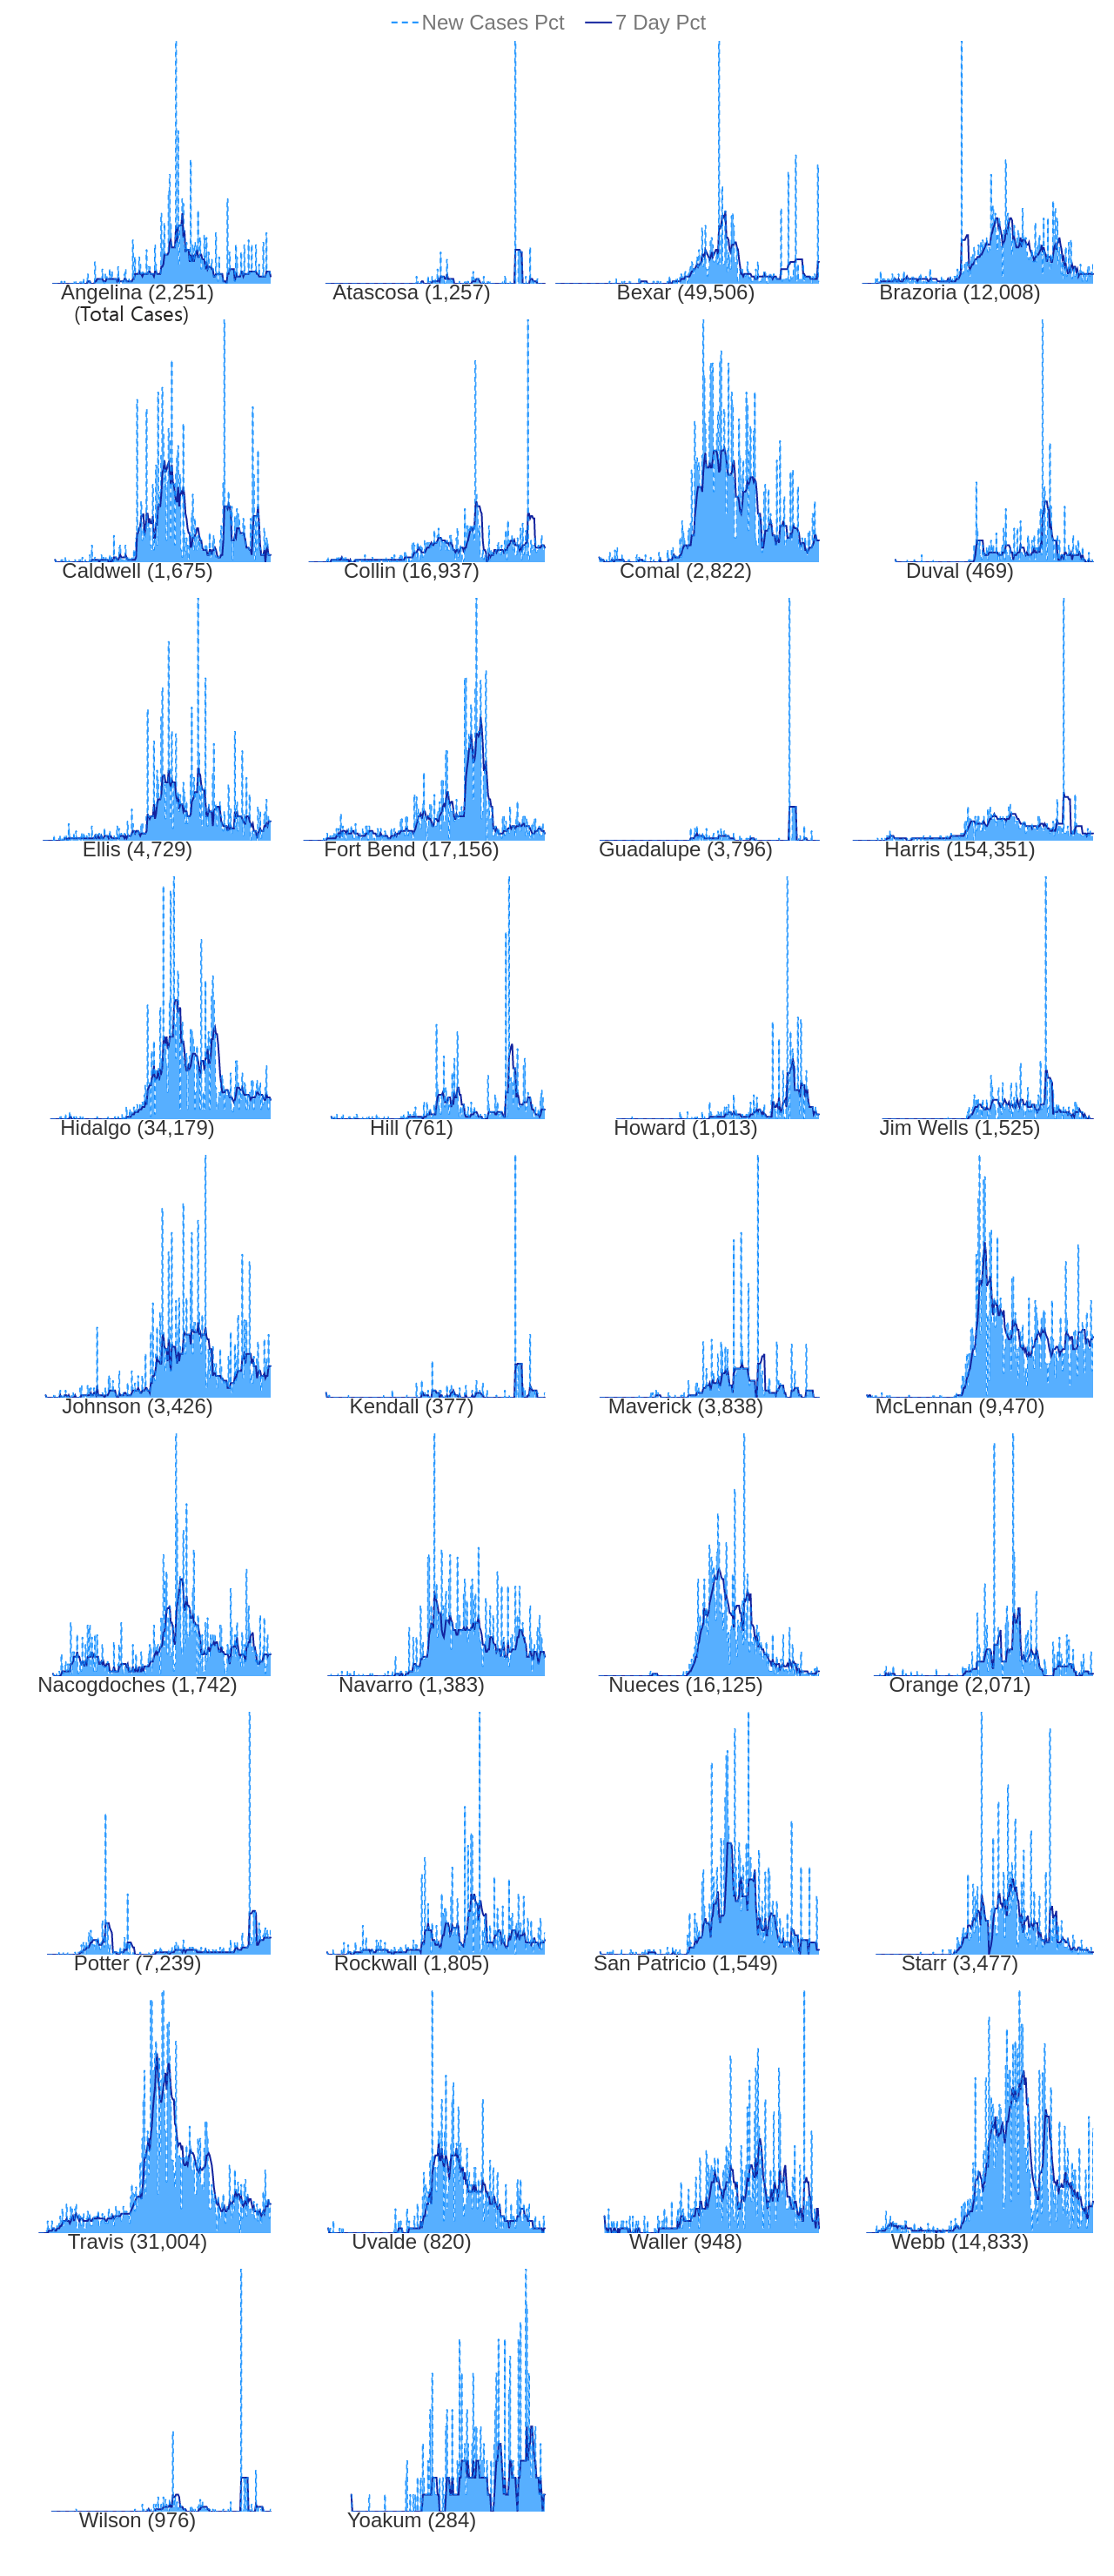 New Cases Pct 7 Day Pct
Angelina (2,251) Atascosa (1,257) Bexar (49,506) Brazoria (12,008)
(Total Cases)
Caldwell (1,675) Collin (16,937) Comal (2,822) Duval (469)
Ellis (4,729) Fort Bend (17,156) Guadalupe (3,796) Harris (154,351)
Hidalgo (34,179) Hill (761) Howard (1,013) Jim Wells (1,525)
Johnson (3,426) Kendall (377) Maverick (3,838) McLennan (9,470)
Nacogdoches (1,742) Navarro (1,383) Nueces (16,125) Orange (2,071)
Potter (7,239) Rockwall (1,805) San Patricio (1,549) Starr (3,477)
Travis (31,004) Uvalde (820) Waller (948) Webb (14,833)
Wilson (976) Yoakum (284)